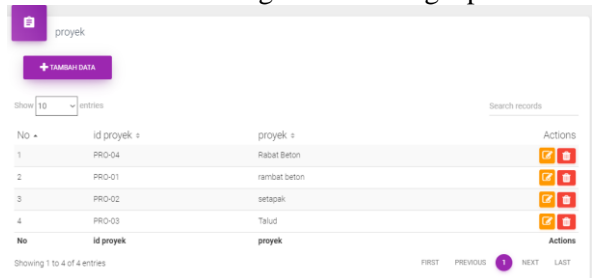 proyek
+ TAMBAH DATA
Show 10 entries
Search records
No id proyek proyek Actions
1 PRO-04 Rabat Beton
2 PRO-01 rambat beton
3 PRO-02 setapak
4 PRO-03 Talud
No id proyek proyek Actions
Showing 1 to 4 of 4 entries
FIRST PREVIOUS 1 NEXT LAST